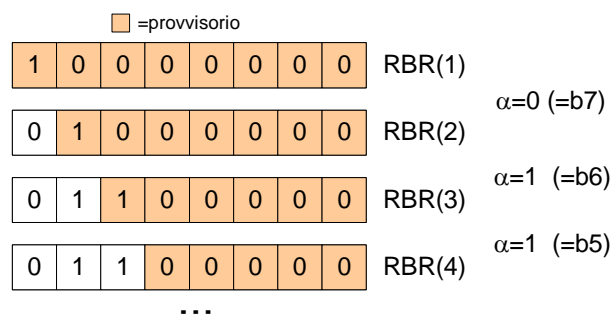 =provvisorio
1 0 0 0 0 0 0 0 RBR(1)
α=0 (=b7)
0 1 0 0 0 0 0 0 RBR(2)
α=1 (=b6)
0 1 1 0 0 0 0 0 RBR(3)
α=1 (=b5)
0 1 1 0 0 0 0 0 RBR(4)
...